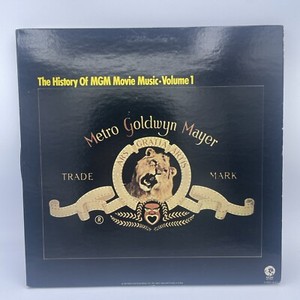 The History Of MGM Movie Music-Volume 1
Metro Goldwyn Mayer
ARS GRATIA ARTIS
TRADE MARK
R